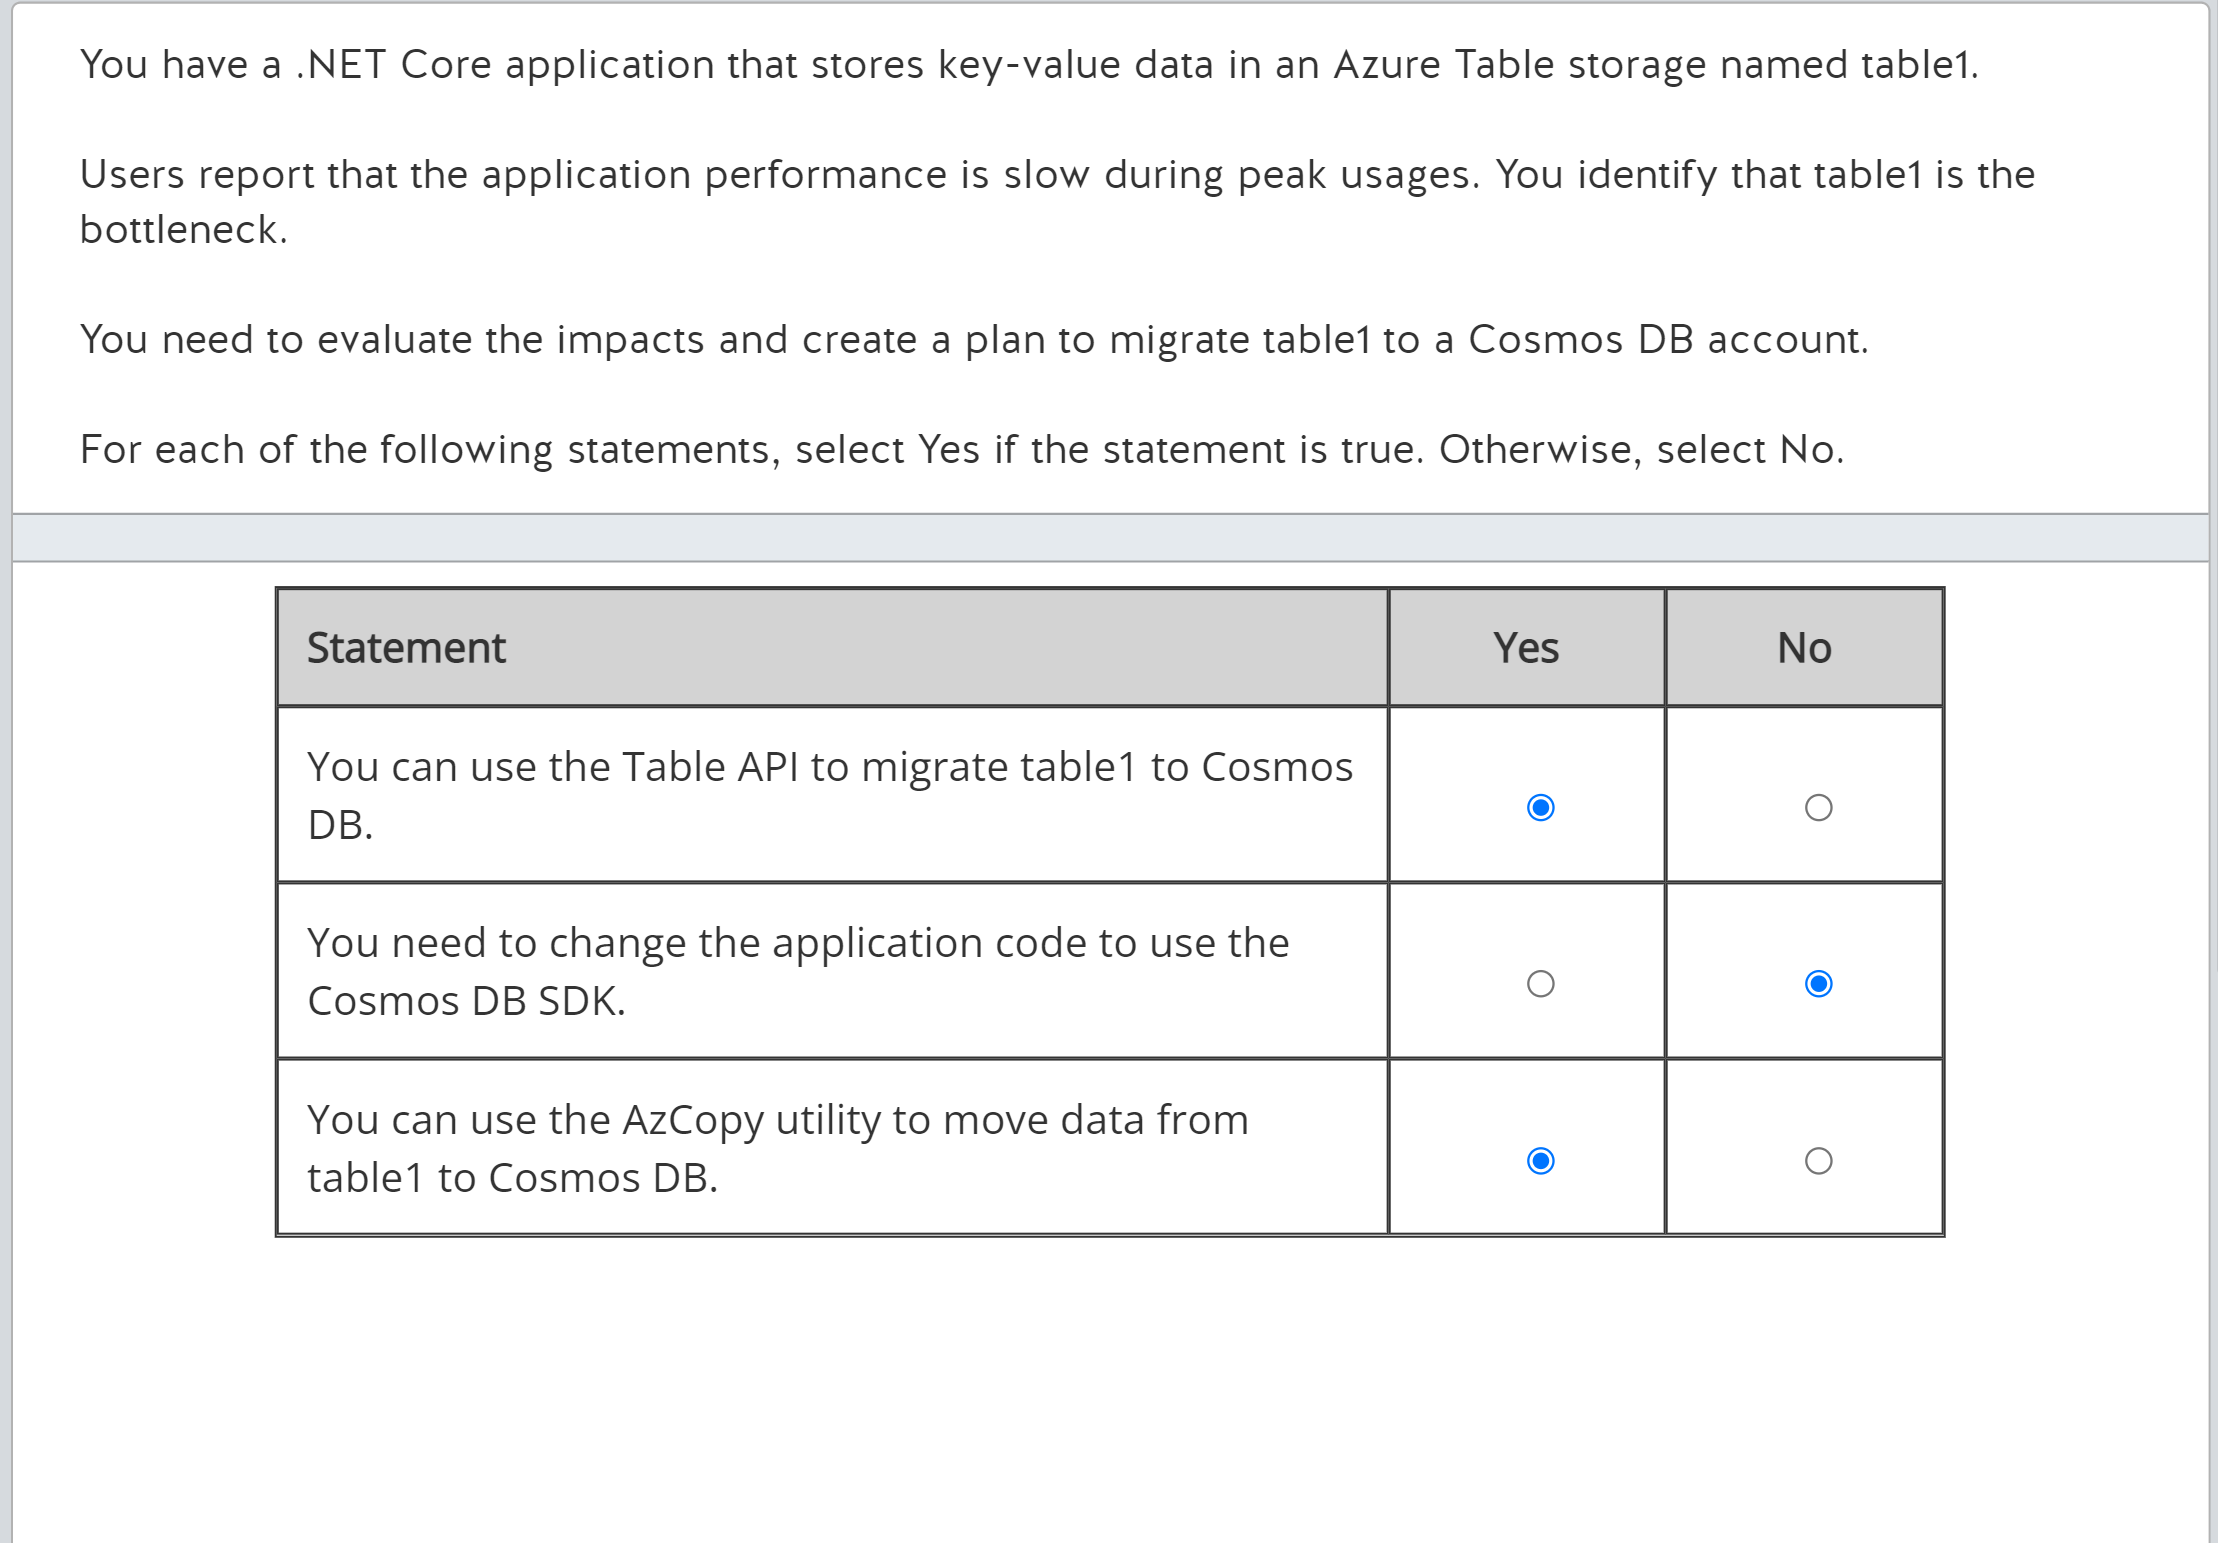 You have a .NET Core application that stores key-value data in an Azure Table storage named table1.
Users report that the application performance is slow during peak usages. You identify that table1 is the
bottleneck.
You need to evaluate the impacts and create a plan to migrate table1 to a Cosmos DB account.
For each of the following statements, select Yes if the statement is true. Otherwise, select No.
Statement Yes No
You can use the Table API to migrate table1 to Cosmos
DB.
You need to change the application code to use the
Cosmos DB SDK.
You can use the AzCopy utility to move data from
table1 to Cosmos DB.